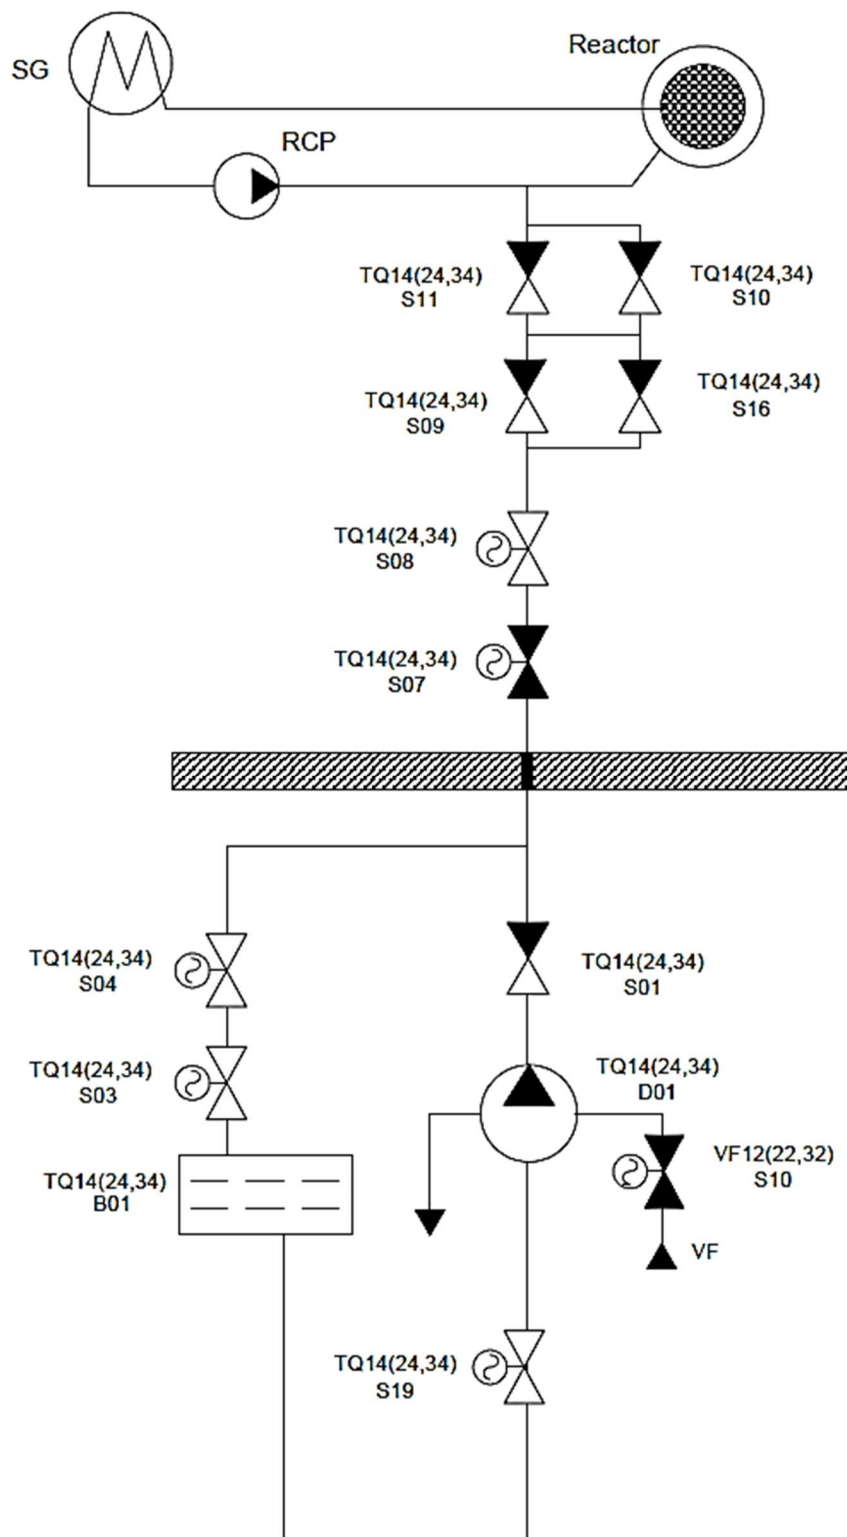 Reactor
SG
RCP
TQ14(24,34)
S11
TQ14(24,34)
S10
TQ14(24,34)
S09
TQ14(24,34)
S16
TQ14(24,34)
S08
TQ14(24,34)
S07
TQ14(24,34)
S04
TQ14(24,34)
S01
TQ14(24,34)
S03
TQ14(24,34)
D01
TQ14(24,34)
B01
VF12(22,32)
S10
VF
TQ14(24,34)
S19